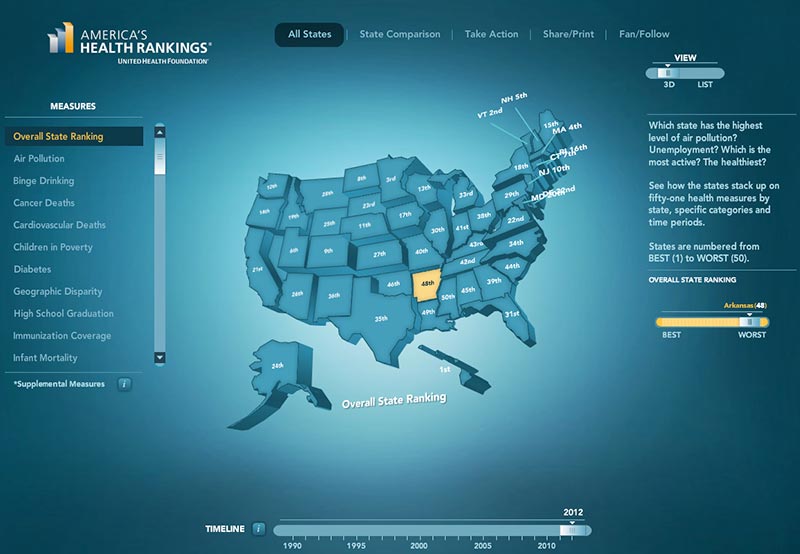 AMERICA'S
HEALTH RANKINGS®
UNITED HEALTH FOUNDATION
All States
State Comparison
Take Action
Share/Print
Fan/Follow
VIEW
3D
LIST
MEASURES
Overall State Ranking
Air Pollution
Binge Drinking
Cancer Deaths
Cardiovascular Deaths
Children in Poverty
Diabetes
Geographic Disparity
High School Graduation
Immunization Coverage
Infant Mortality
*Supplemental Measures
i
Which state has the highest
level of air pollution?
Unemployment? Which is the
most active? The healthiest?
See how the states stack up on
fifty-one health measures by
state, specific categories and
time periods.
States are numbered from
BEST (1) to WORST (50).
OVERALL STATE RANKING
Arkansas(48)
BEST
WORST
NH 5th
VT 2nd
15th
MA 4th
RI
CT 7th
18th
NJ 10th
MD
8th
3rd
13th
33rd
29th
23rd
25th
11th
17th
30th
41st
38th
22nd
6th
9th
27th
40th
43rd
34th
21st
42nd
44th
26th
36th
46th
48th
45th
39th
50th
35th
49th
31st
24th
1st
Overall State Ranking
2012
TIMELINE
i
1990
1995
2000
2005
2010